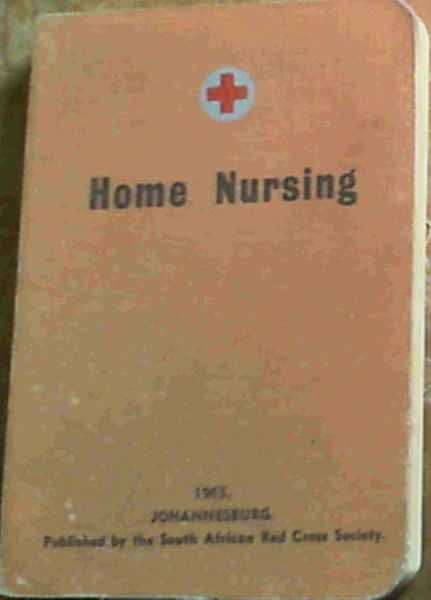 Home Nursing
1965.
JOHANNESBURG.
Published by the South African Red Cross Society.